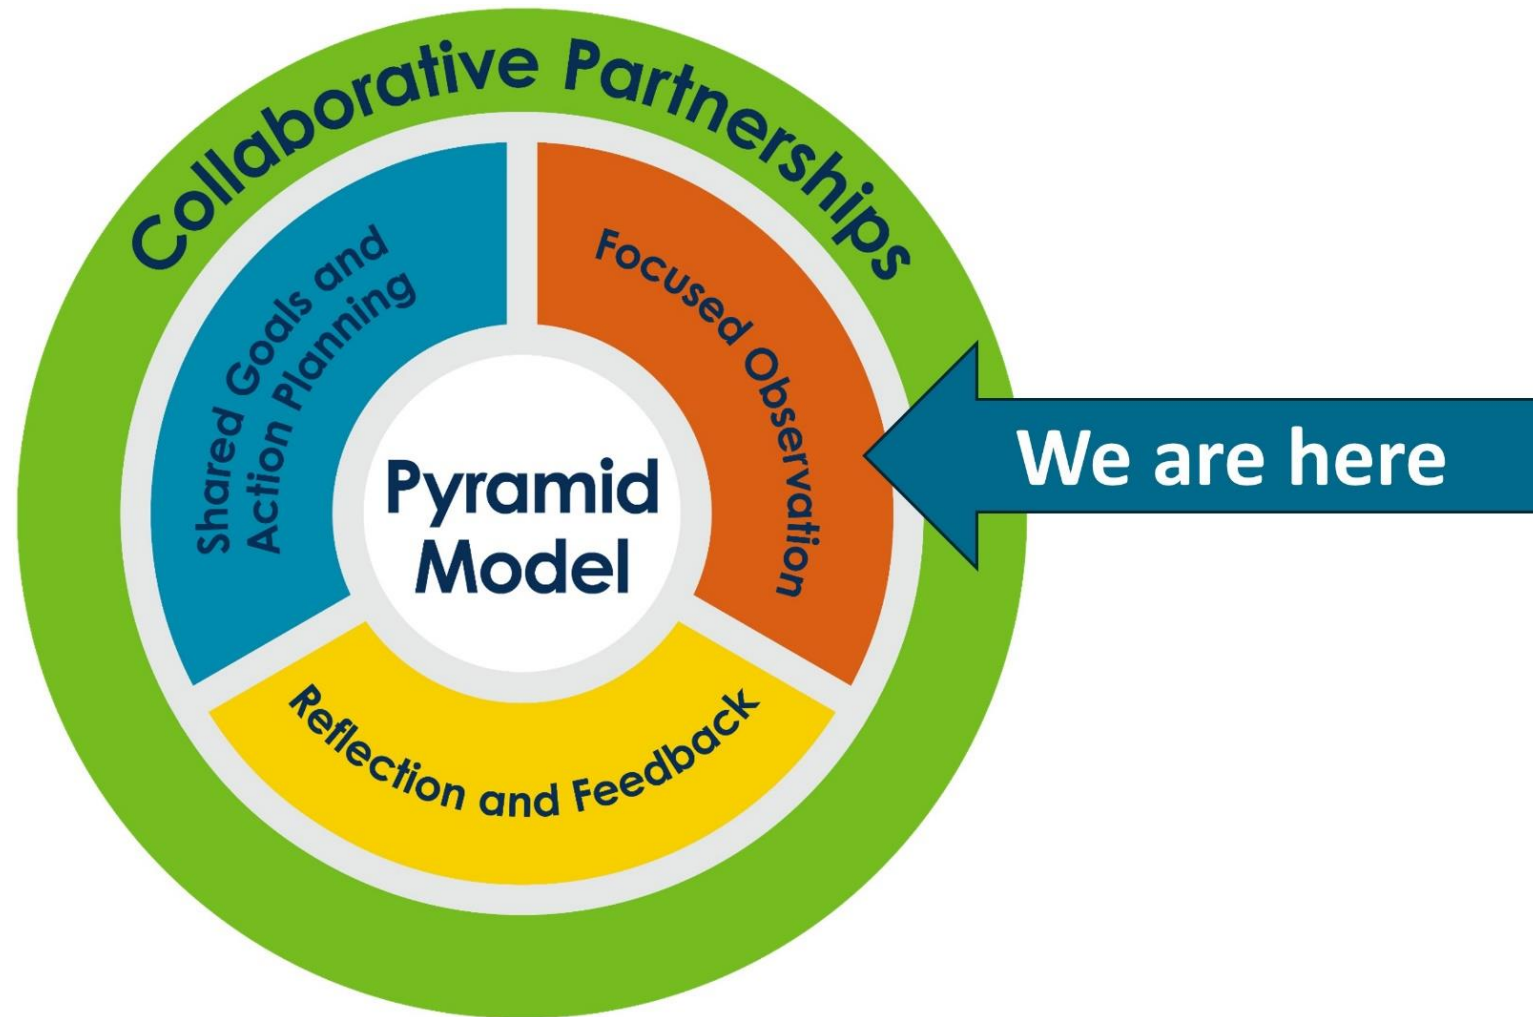 Collaborative Partnerships
Shared Goals and
Action Planning
Focused Observation
Pyramid
Model
Reflection and Feedback
We are here